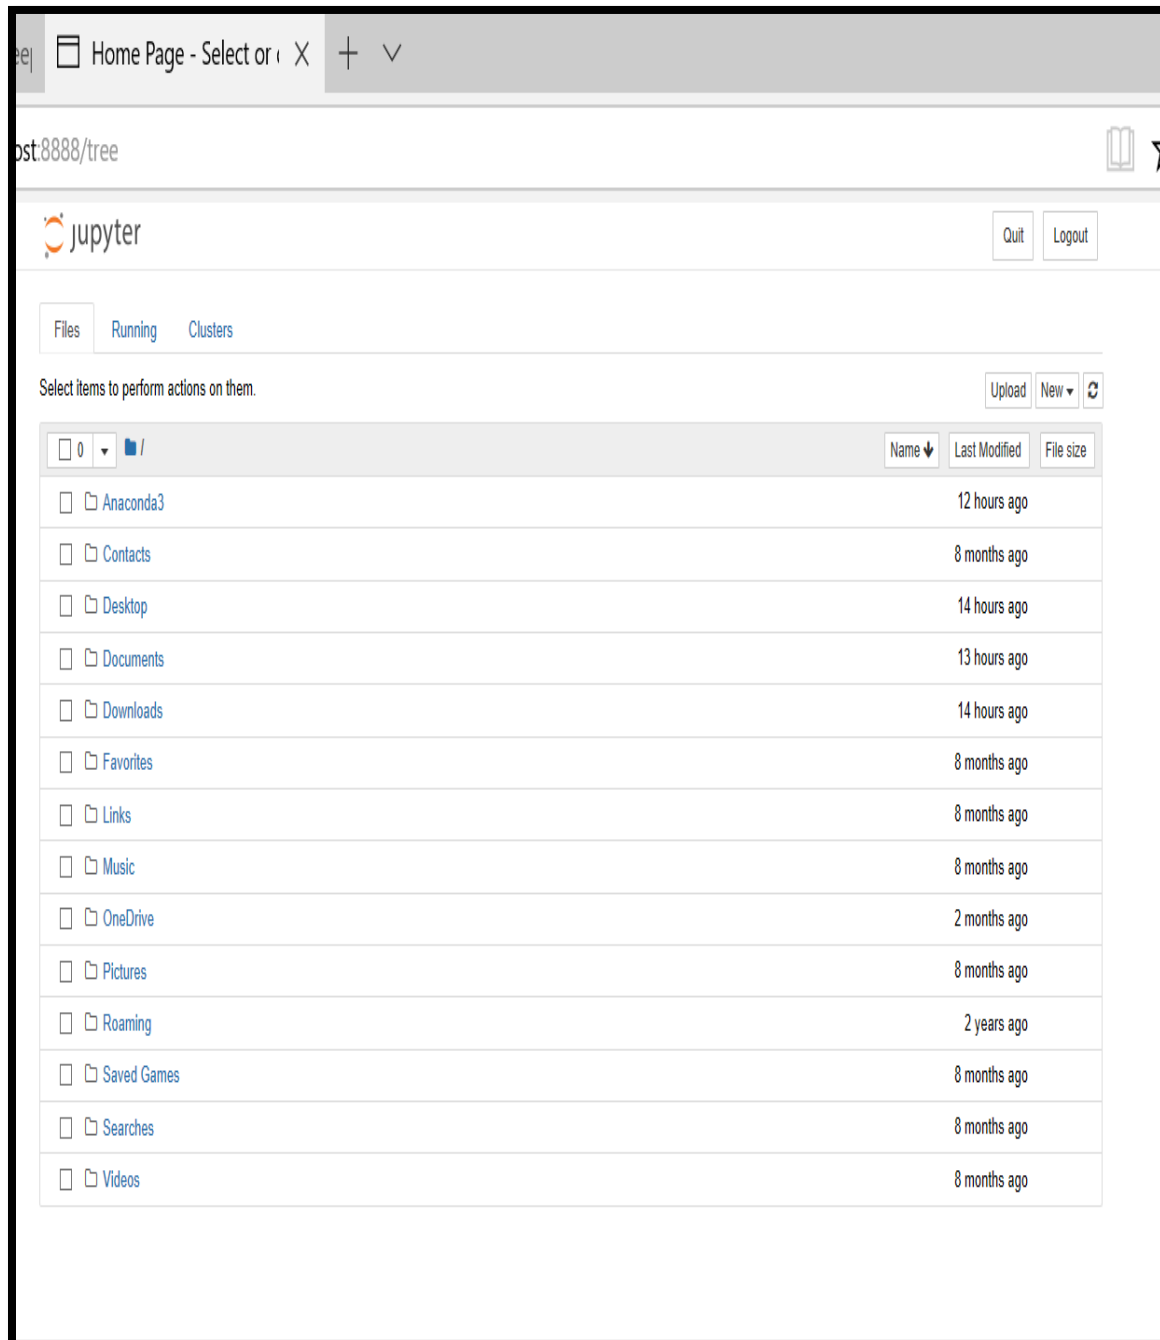 Home Page - Select or
ost:8888/tree
jupyter Quit Logout
Files Running Clusters
Select items to perform actions on them. Upload New
0 / Name Last Modified File size
Anaconda3 12 hours ago
Contacts 8 months ago
Desktop 14 hours ago
Documents 13 hours ago
Downloads 14 hours ago
Favorites 8 months ago
Links 8 months ago
Music 8 months ago
OneDrive 2 months ago
Pictures 8 months ago
Roaming 2 years ago
Saved Games 8 months ago
Searches 8 months ago
Videos 8 months ago